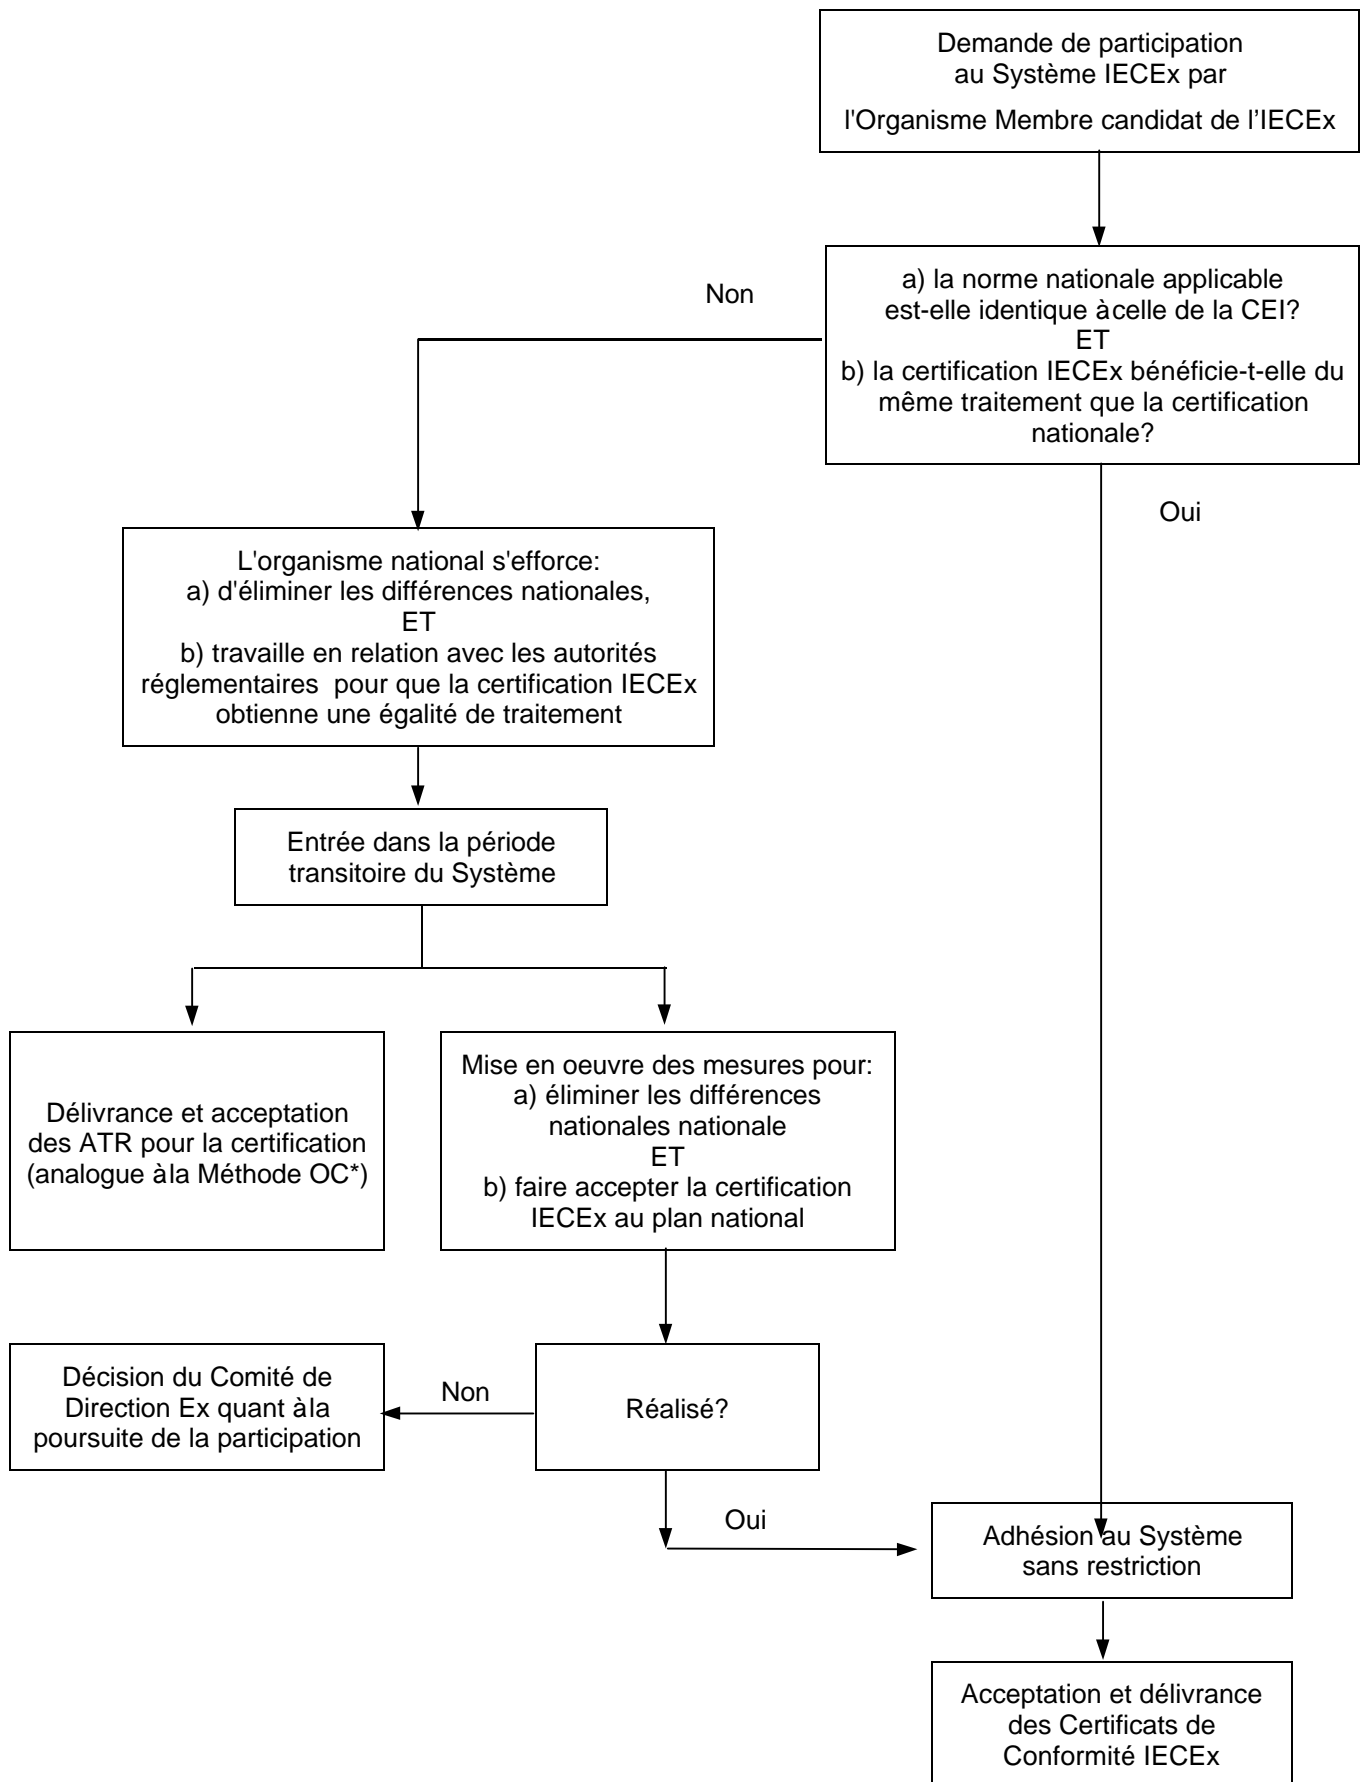 Demande de participation
au Système IECEx par
l'Organisme Membre candidat de l’IECEx
Non
a) la norme nationale applicable
est-elle identique àcelle de la CEI?
ET
b) la certification IECEx bénéficie-t-elle du
même traitement que la certification
nationale?
Oui
L'organisme national s'efforce:
a) d'éliminer les différences nationales,
ET
b) travaille en relation avec les autorités
réglementaires pour que la certification IECEx
obtienne une égalité de traitement
Entrée dans la période
transitoire du Système
Délivrance et acceptation
des ATR pour la certification
(analogue àla Méthode OC*)
Mise en oeuvre des mesures pour:
a) éliminer les différences
nationales nationale
ET
b) faire accepter la certification
IECEx au plan national
Décision du Comité de
Direction Ex quant àla
poursuite de la participation
Non
Réalisé?
Oui
Adhésion au Système
sans restriction
Acceptation et délivrance
des Certificats de
Conformité IECEx